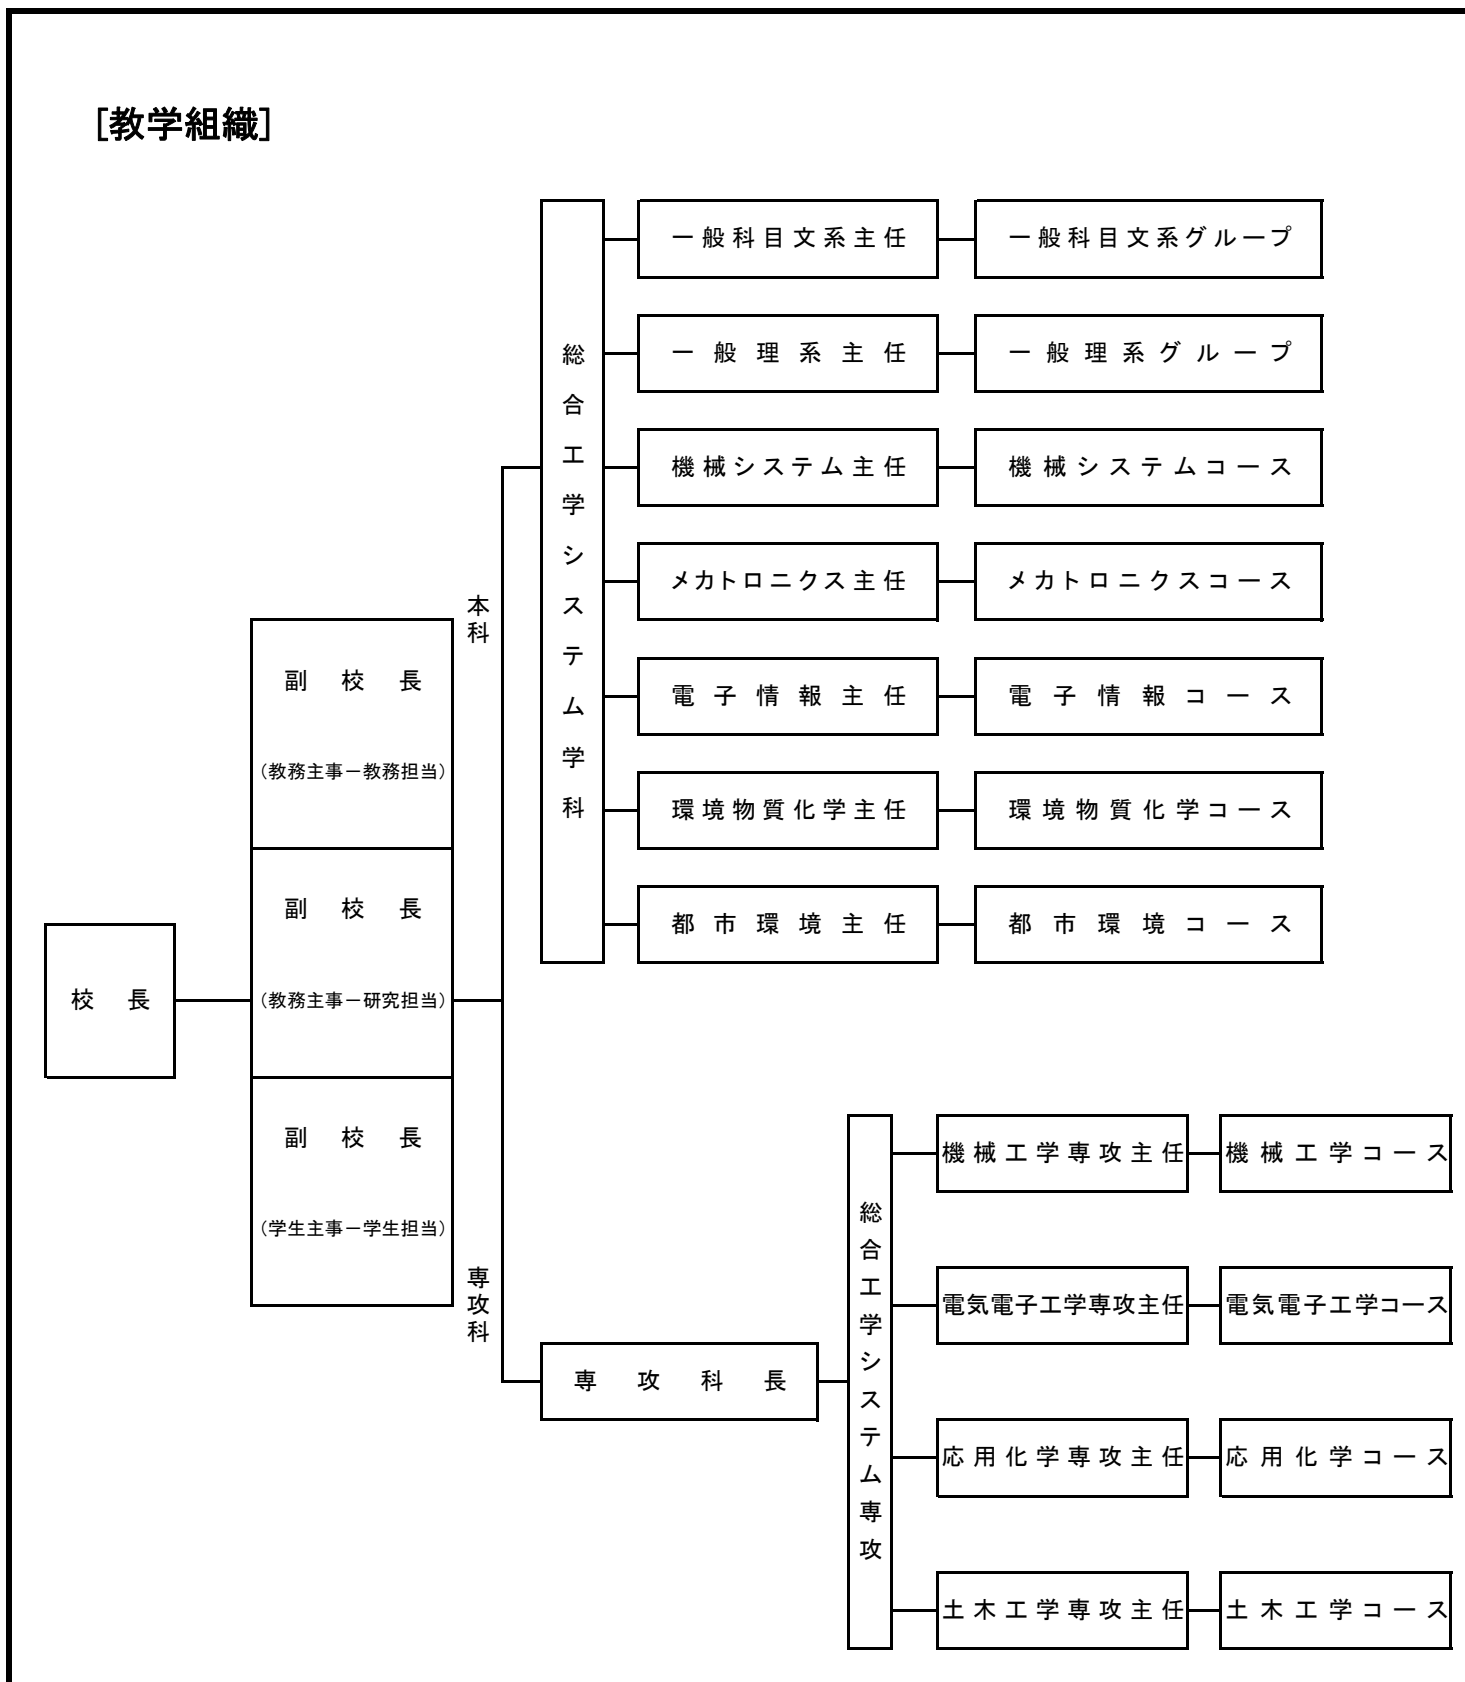 [教学組織]
校長
副校長
（教務主事－教務担当）
副校長
（教務主事－研究担当）
副校長
（学生主事－学生担当）
本科
総合工学システム学科
一般科目文系主任
一般科目文系グループ
一般理系主任
一般理系グループ
機械システム主任
機械システムコース
メカトロニクス主任
メカトロニクスコース
電子情報主任
電子情報コース
環境物質化学主任
環境物質化学コース
都市環境主任
都市環境コース
専攻科
専攻科長
総合工学システム専攻
機械工学専攻主任
機械工学コース
電気電子工学専攻主任
電気電子工学コース
応用化学専攻主任
応用化学コース
土木工学専攻主任
土木工学コース